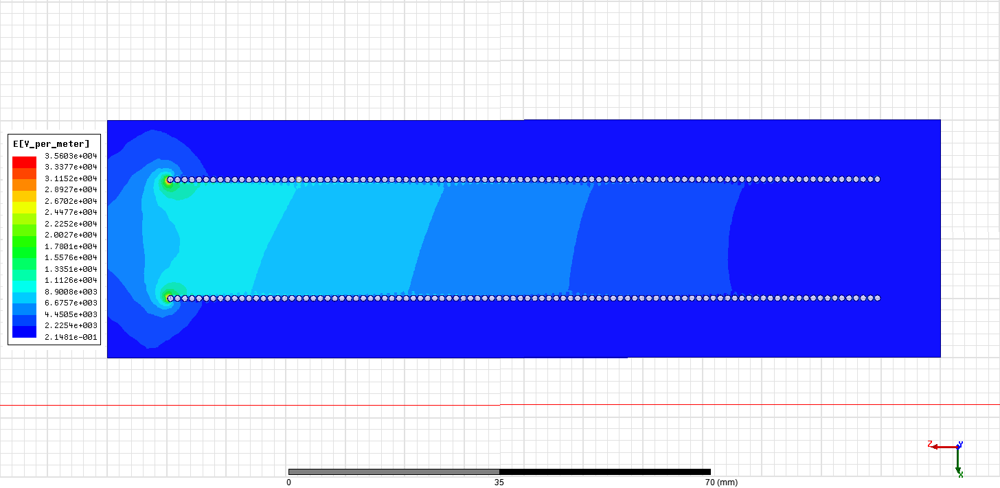 E[V_per_meter]
3.5603e+004
3.3377e+004
3.1152e+004
2.8927e+004
2.6702e+004
2.4477e+004
2.2252e+004
2.0027e+004
1.7801e+004
1.5576e+004
1.3351e+004
1.1126e+004
8.9008e+003
6.6757e+003
4.4505e+003
2.2254e+003
2.1481e-001
Z
Y
X
0
35
70 (mm)